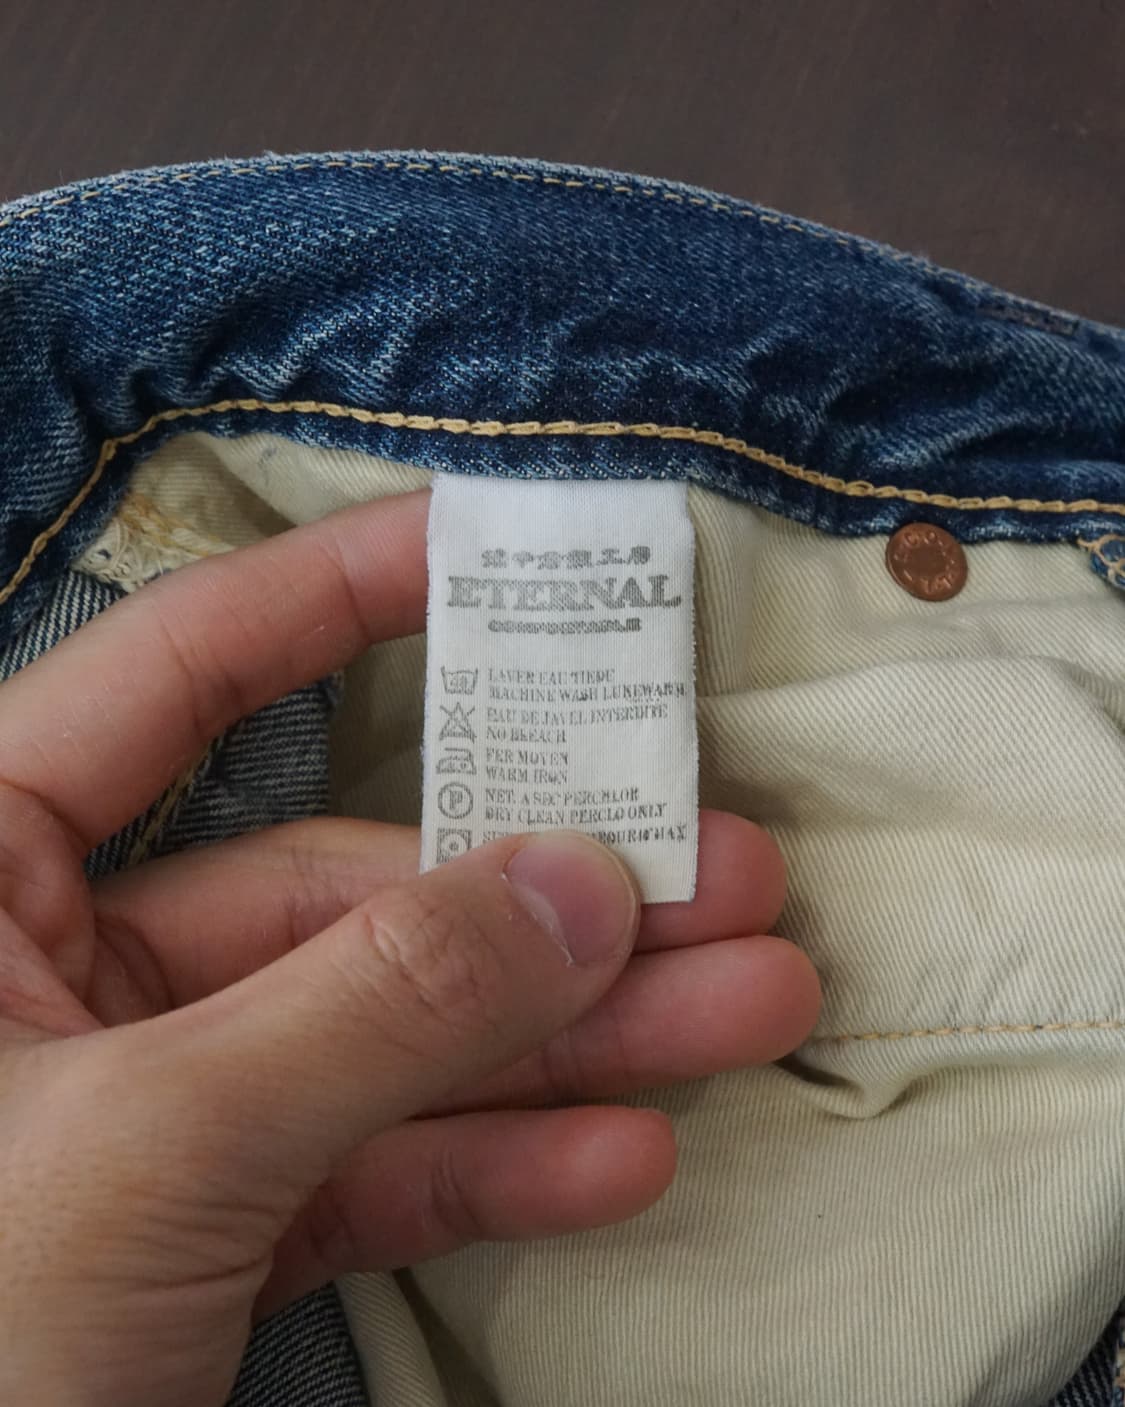 ETERNAL
COMFORTABLE
LAVER EAU TIEDE
MACHINE WASH LUKEWARM
EAU DE JAVEL INTERDITE
NO BLEACH
FER MOYEN
WARM IRON
P
NET. A SEC PERCHLOR
DRY CLEAN PERCLO ONLY